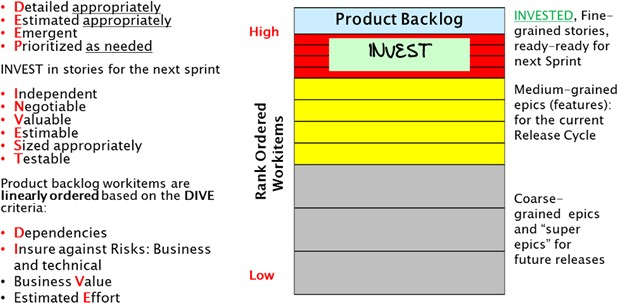 • Detailed appropriately
• Estimated appropriately
• Emergent
• Prioritized as needed
INVEST in stories for the next sprint
• Independent
• Negotiable
• Valuable
• Estimable
• Sized appropriately
• Testable
Product backlog workitems are
linearly ordered based on the DIVE
criteria:
• Dependencies
• Insure against Risks: Business
and technical
• Business Value
• Estimated Effort
High
Rank Ordered
Workitems
Low
Product Backlog
INVEST
INVESTED, Fine-
grained stories,
ready-ready for
next Sprint
Medium-grained
epics (features):
for the current
Release Cycle
Coarse-
grained epics
and "super
epics" for
future releases